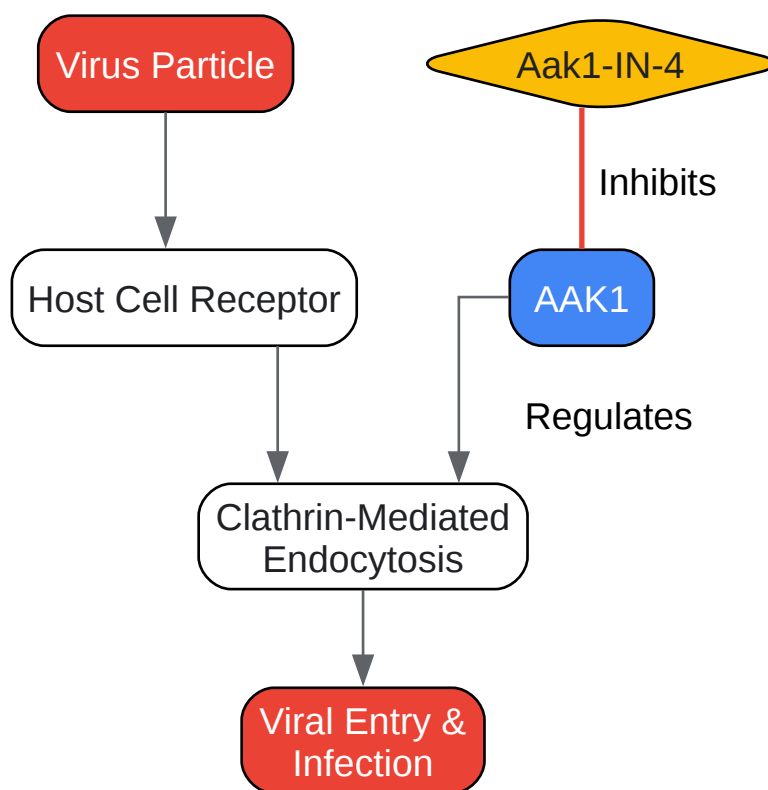 Virus Particle
Aak1-IN-4
Inhibits
Host Cell Receptor
AAK1
Regulates
Clathrin-Mediated
Endocytosis
Viral Entry &
Infection